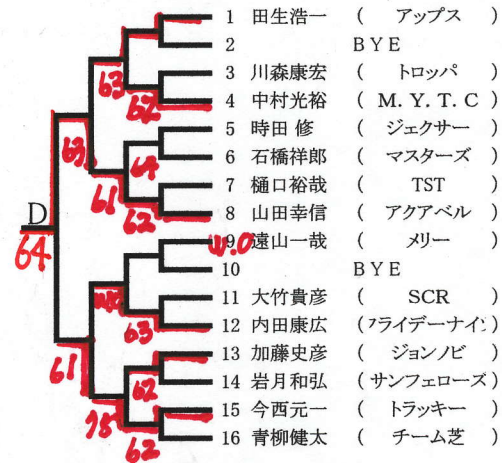 1 田生浩一 ( アップス )
2 BYE
3 川森康宏 ( トロッパ )
63
4 中村光裕 ( M. Y. T. C )
62
5 時田 修 ( ジェクサー )
63 64
6 石橋祥郎 ( マスターズ )
7 樋口裕哉 ( TST )
61 62
8 山田幸信 ( アクアベル )
D
W.O 9 遠山一哉 ( メリー )
64
10 BYE
11 大竹貴彦 ( SCR )
WO
12 内田康広 (フライデーナイン)
63
13 加藤史彦 ( ジョンノビ )
61 62
14 岩月和弘 (サンフェローズ)
15 今西元一 ( トラッキー )
75 62
16 青柳健太 ( チーム芝 )